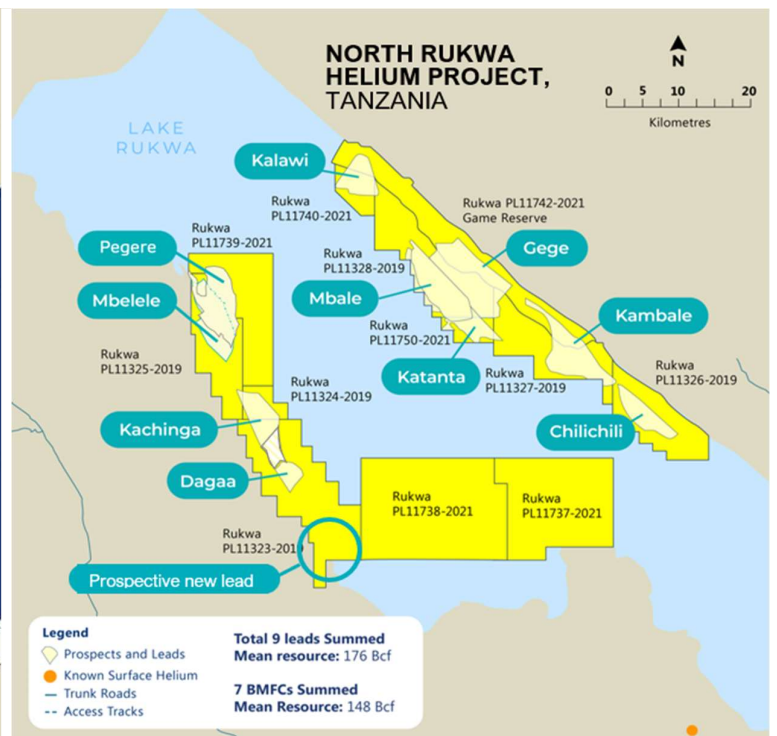 NORTH RUKWA
HELIUM PROJECT,
TANZANIA
N
0 5 10 20
Kilometres
LAKE
RUKWA
Kalawi
Rukwa
PL11740-2021
Rukwa PL11742-2021
Game Reserve
Rukwa
PL11739-2021
Pegere
Gege
Rukwa
PL11328-2019
Mbelele
Mbale
Kambale
Rukwa
PL11750-2021
Rukwa
PL11325-2019
Katanta
Rukwa
PL11327-2019
Rukwa
PL11326-2019
Rukwa
PL11324-2019
Kachinga
Chilichili
Dagaa
Rukwa
PL11738-2021
Rukwa
PL11737-2021
Rukwa
PL11323-2019
Prospective new lead
Legend
Prospects and Leads
Known Surface Helium
Trunk Roads
Access Tracks
Total 9 leads Summed
Mean resource: 176 Bcf
7 BMFCs Summed
Mean Resource: 148 Bcf